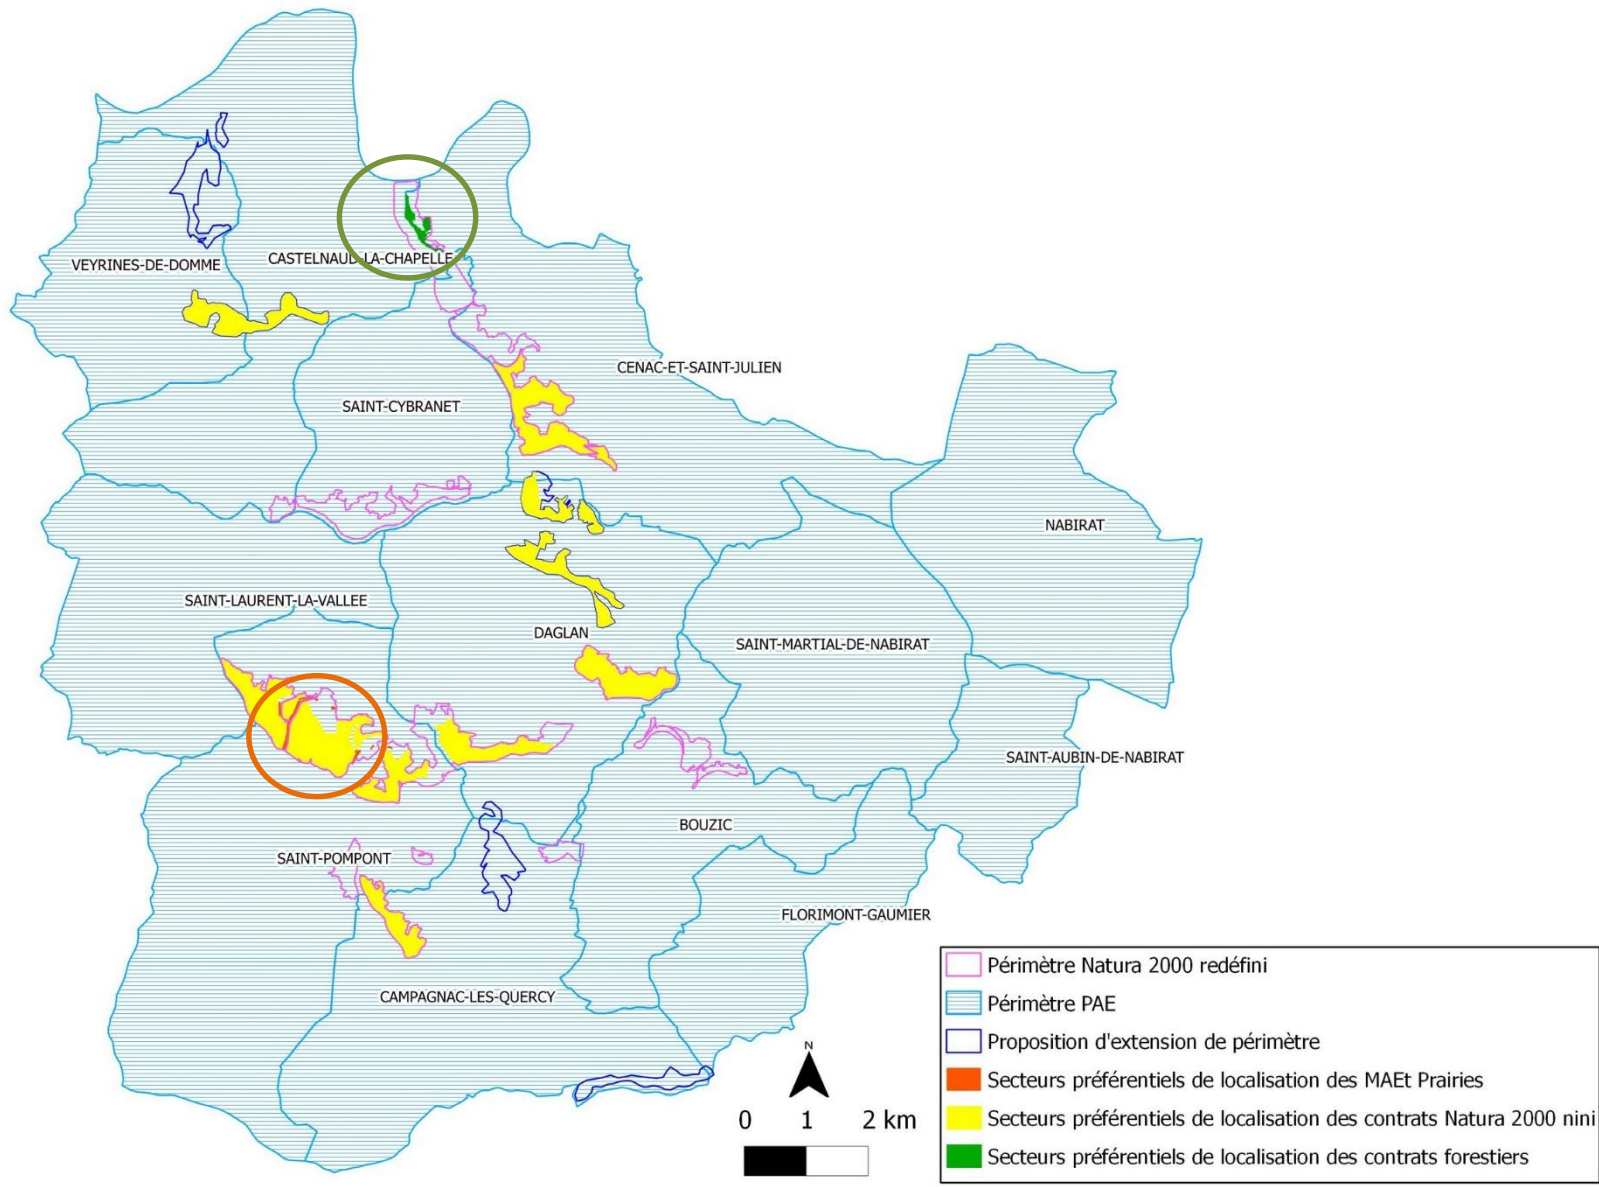 VEYRINES-DE-DOMME
CASTELNAUD-LA-CHAPELLE
CENAC-ET-SAINT-JULIEN
SAINT-CYBRANET
NABIRAT
SAINT-LAURENT-LA-VALLEE
DAGLAN
SAINT-MARTIAL-DE-NABIRAT
SAINT-AUBIN-DE-NABIRAT
BOUZIC
SAINT-POMPONT
FLORIMONT-GAUMIER
CAMPAGNAC-LES-QUERCY
N
0 1 2 km
Périmètre Natura 2000 redéfini
Périmètre PAE
Proposition d'extension de périmètre
Secteurs préférentiels de localisation des MAEt Prairies
Secteurs préférentiels de localisation des contrats Natura 2000 nini
Secteurs préférentiels de localisation des contrats forestiers